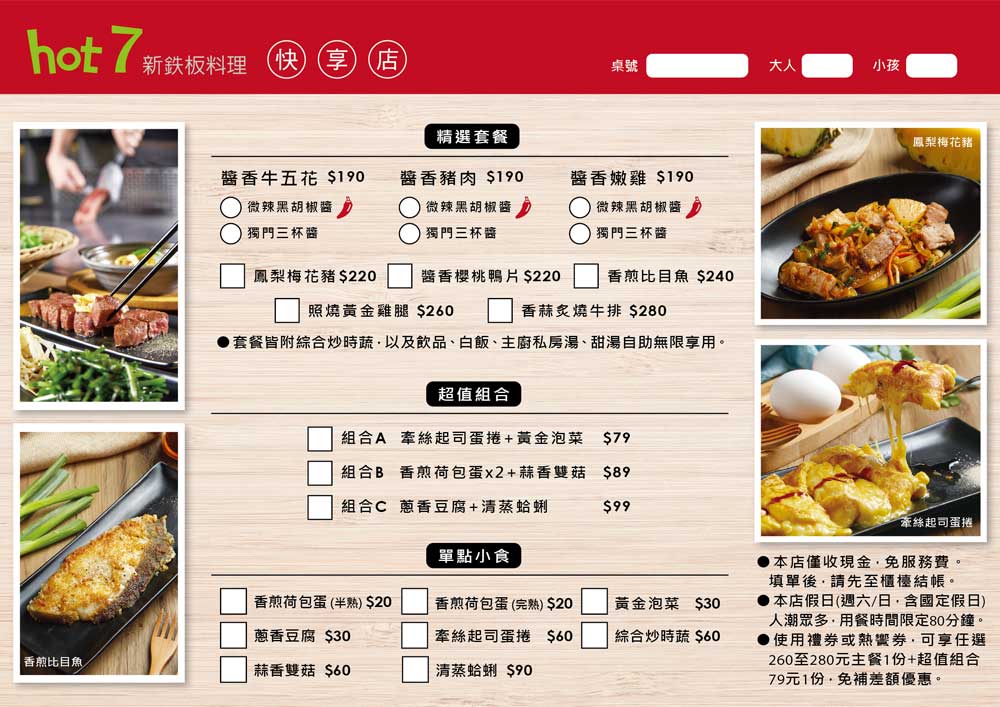 hot 7 新鉄板料理 快享店
桌號 大人 小孩
精選套餐
醬香牛五花 $190 醬香豬肉 $190 醬香嫩雞 $190
微辣黑胡椒醬 微辣黑胡椒醬 微辣黑胡椒醬
獨門三杯醬 獨門三杯醬 獨門三杯醬
鳳梨梅花豬 $220 醬香櫻桃鴨片 $220 香煎比目魚 $240
照燒黃金雞腿 $260 香蒜炙燒牛排 $280
●套餐皆附綜合炒時蔬，以及飲品、白飯、主廚私房湯、甜湯自助無限享用。
超值組合
組合A 牽絲起司蛋捲+黃金泡菜 $79
組合B 香煎荷包蛋x2+蒜香雙菇 $89
組合C 蔥香豆腐+清蒸蛤蜊 $99
單點小食
香煎荷包蛋(半熟) $20 香煎荷包蛋(完熟) $20 黃金泡菜 $30
蔥香豆腐 $30 牽絲起司蛋捲 $60 綜合炒時蔬 $60
蒜香雙菇 $60 清蒸蛤蜊 $90
香煎比目魚
鳳梨梅花豬
牽絲起司蛋捲
●本店僅收現金，免服務費。
填單後，請先至櫃檯結帳。
●本店假日(週六/日，含國定假日)
人潮眾多，用餐時間限定80分鐘。
●使用禮券或熱饗券，可享任選
260至280元主餐1份+超值組合
79元1份，免補差額優惠。